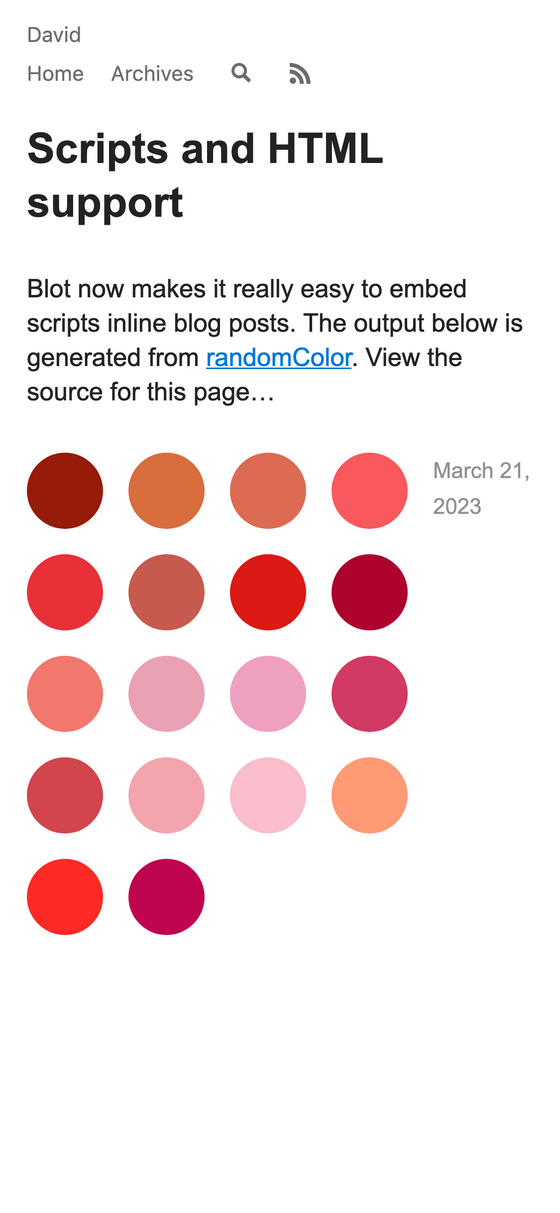 David
Home Archives
Scripts and HTML
support
Blot now makes it really easy to embed
scripts inline blog posts. The output below is
generated from randomColor. View the
source for this page…
March 21,
2023